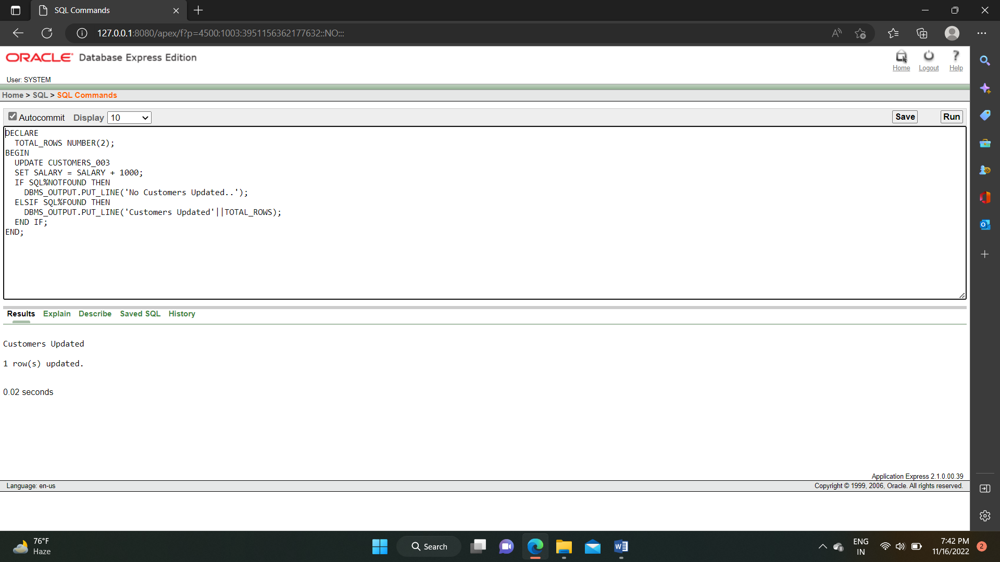 SQL Commands
127.0.0.1:8080/apex/f?p=4500:1003:3951156362177632::NO:::
ORACLE Database Express Edition
Home Logout Help
User: SYSTEM
Home > SQL > SQL Commands
Autocommit Display 10 Save Run
DECLARE
TOTAL_ROWS NUMBER(2);
BEGIN
UPDATE CUSTOMERS_003
SET SALARY = SALARY + 1000;
IF SQL%NOTFOUND THEN
DBMS_OUTPUT.PUT_LINE('No Customers Updated..');
ELSIF SQL%FOUND THEN
DBMS_OUTPUT.PUT_LINE('Customers Updated'||TOTAL_ROWS);
END IF;
END;
Results Explain Describe Saved SQL History
Customers Updated
1 row(s) updated.
0.02 seconds
Application Express 2.1.0.00.39
Language: en-us Copyright © 1999, 2006, Oracle. All rights reserved.
76°F
Haze
Search
ENG
IN
7:42 PM
11/16/2022
2